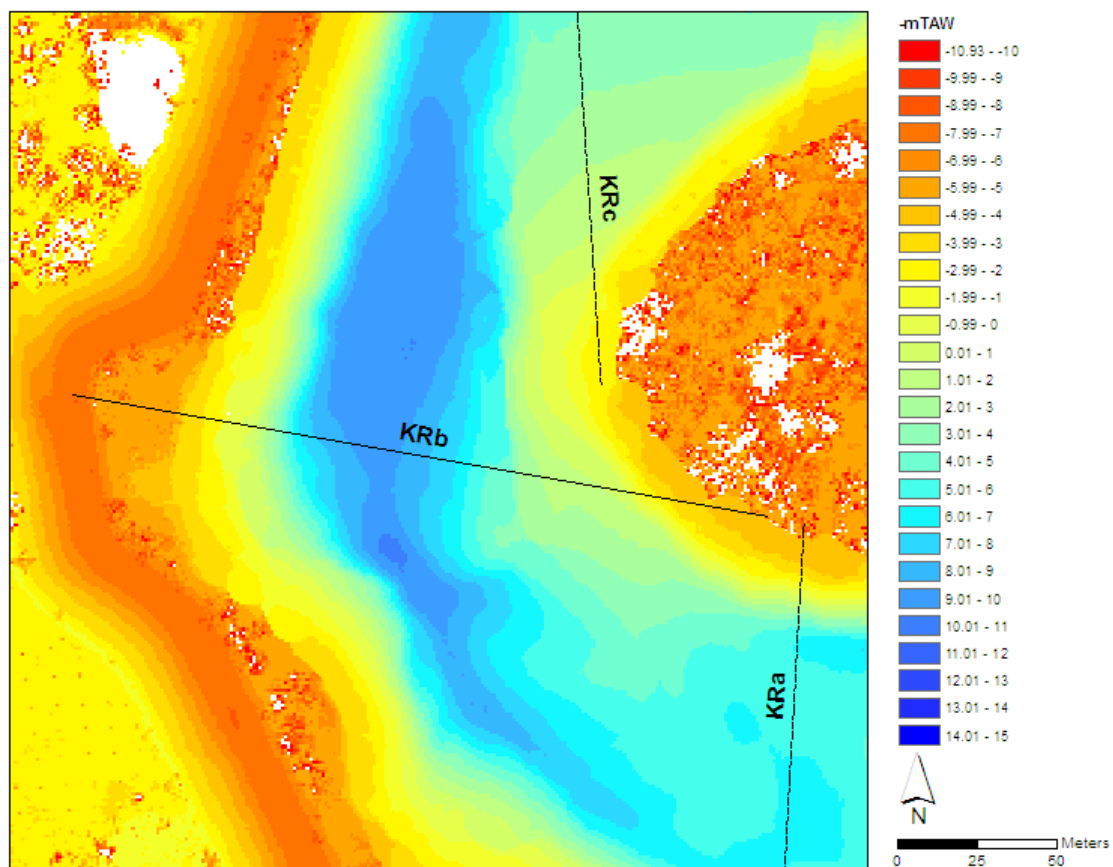 -mTAW
-10.93 - -10
-9.99 - -9
-8.99 - -8
-7.99 - -7
-6.99 - -6
-5.99 - -5
-4.99 - -4
-3.99 - -3
-2.99 - -2
-1.99 - -1
-0.99 - 0
0.01 - 1
1.01 - 2
2.01 - 3
3.01 - 4
4.01 - 5
5.01 - 6
6.01 - 7
7.01 - 8
8.01 - 9
9.01 - 10
10.01 - 11
11.01 - 12
12.01 - 13
13.01 - 14
14.01 - 15
KRc
KRb
KRa
N
Meters
0 25 50